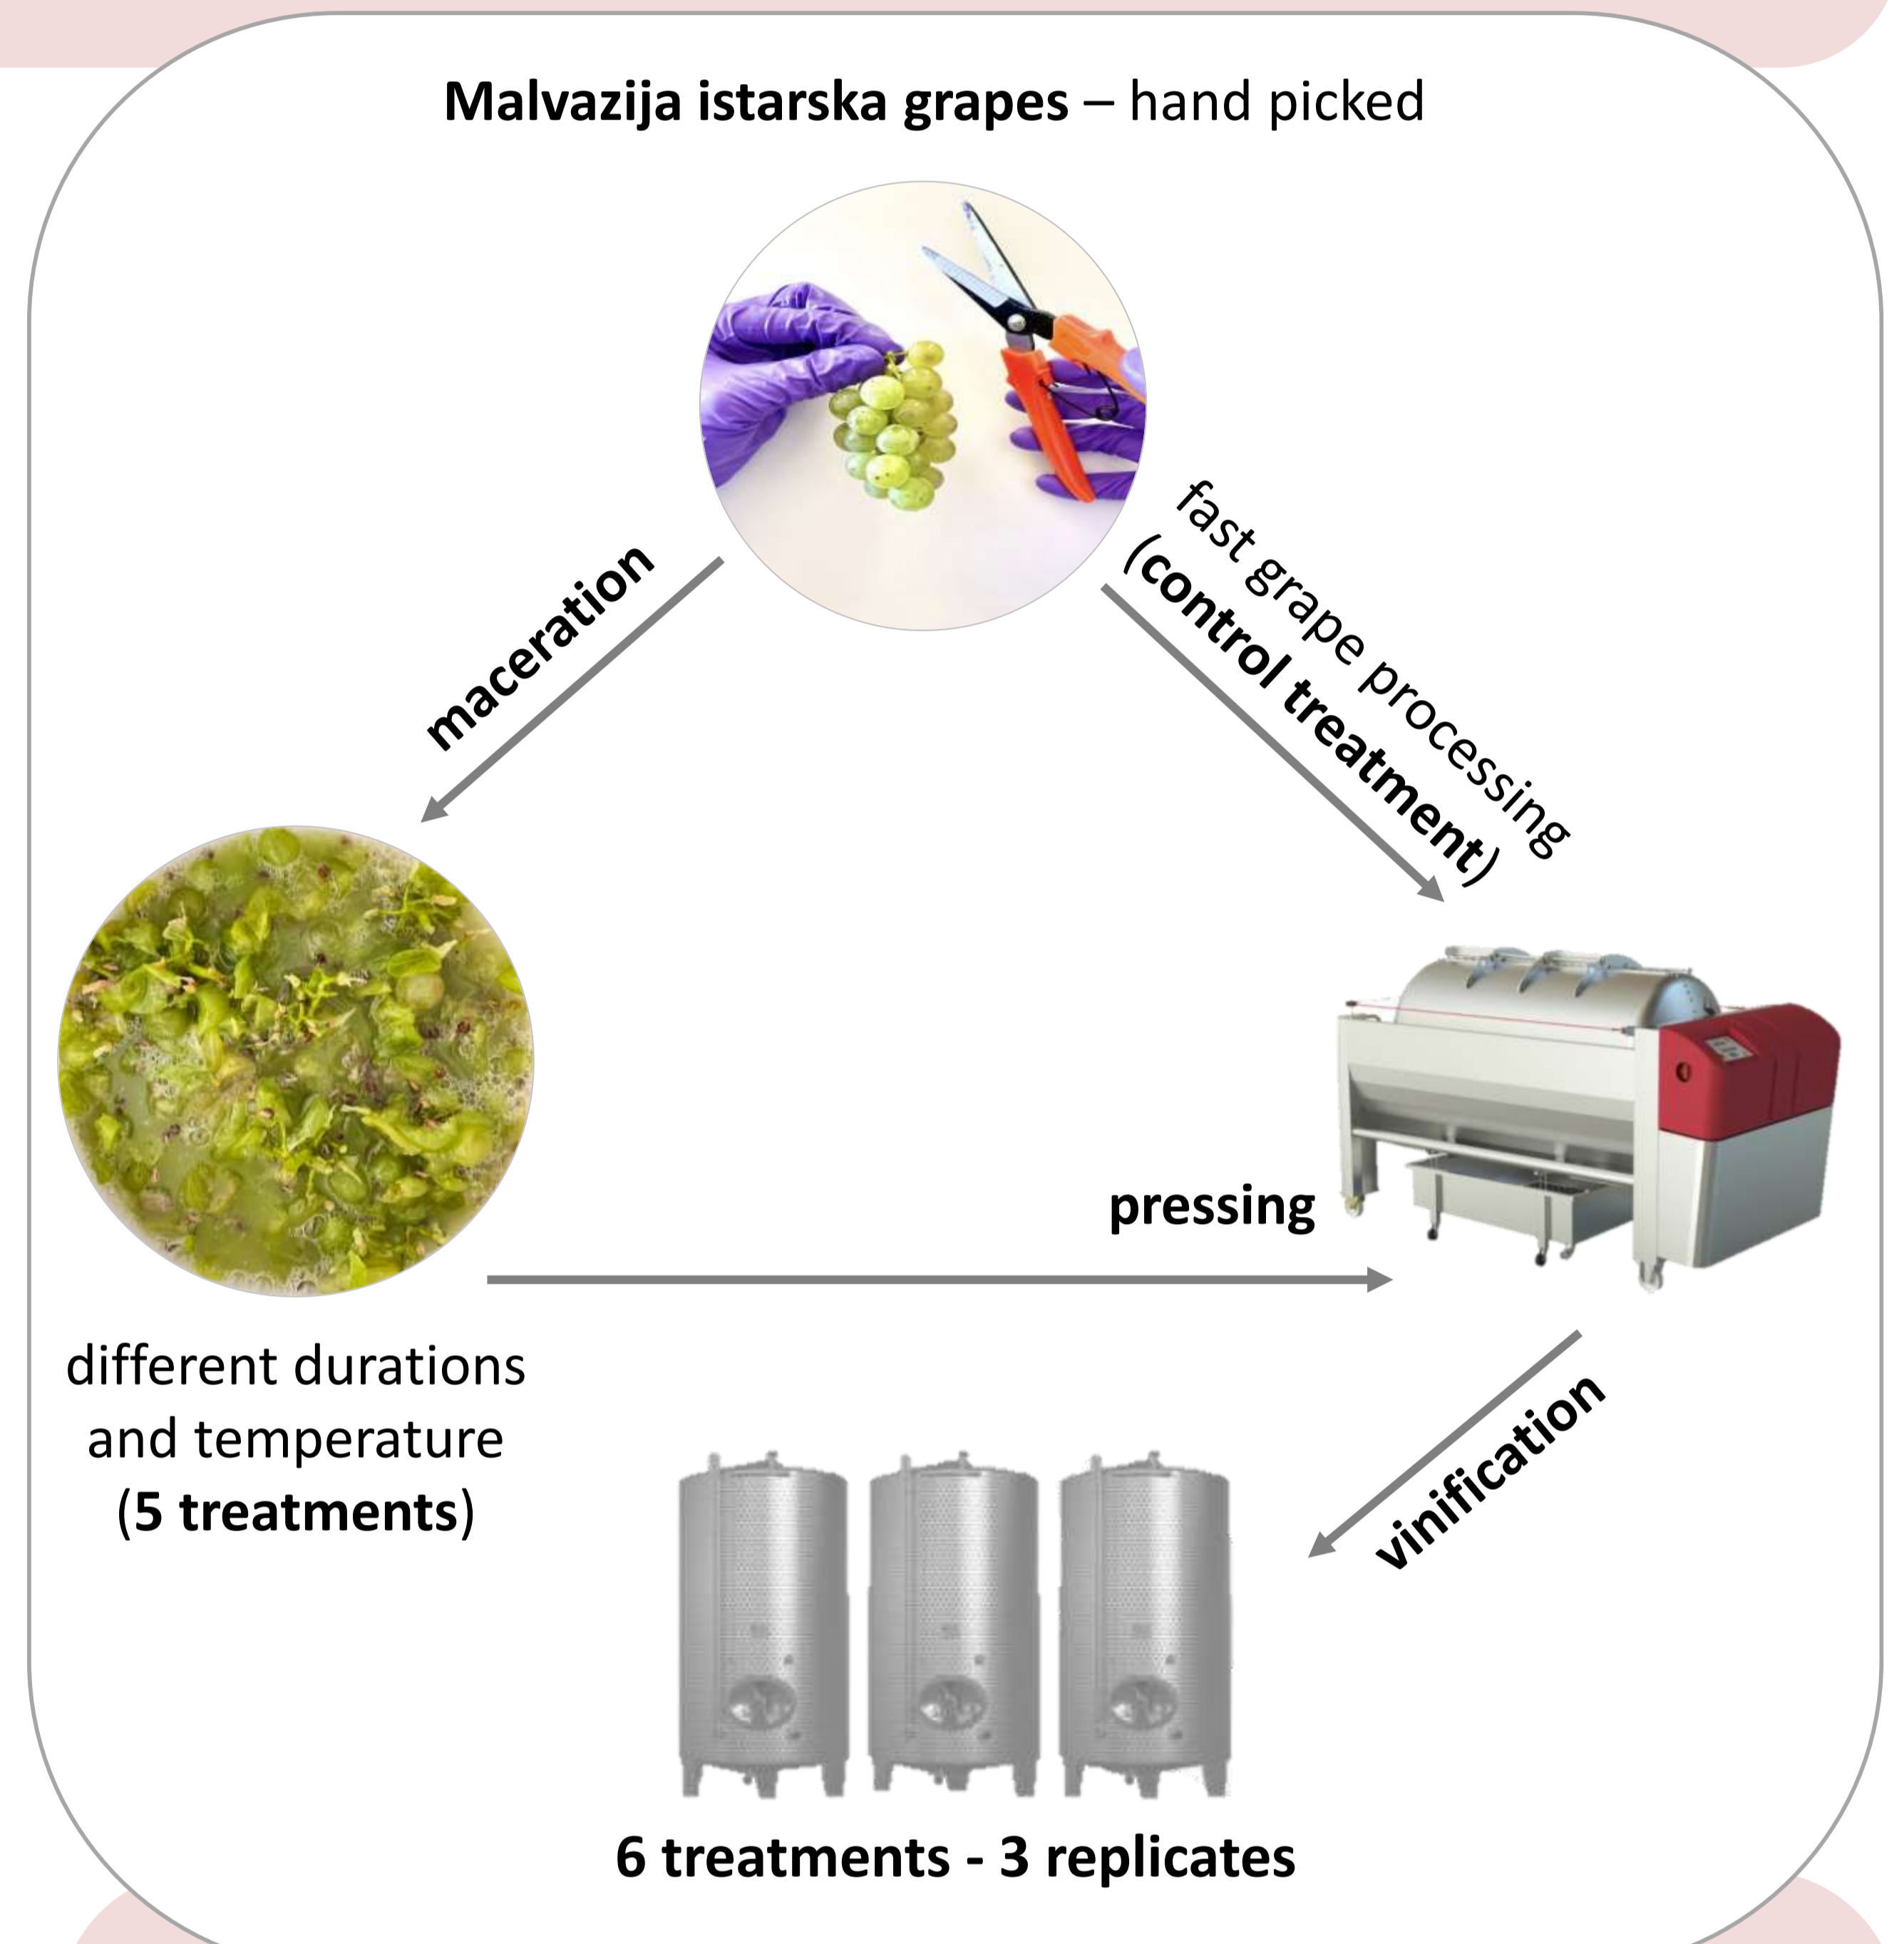 Malvazija istarska grapes – hand picked
maceration
fast grape processing
(control treatment)
pressing
different durations
and temperature
(5 treatments)
vinification
6 treatments - 3 replicates